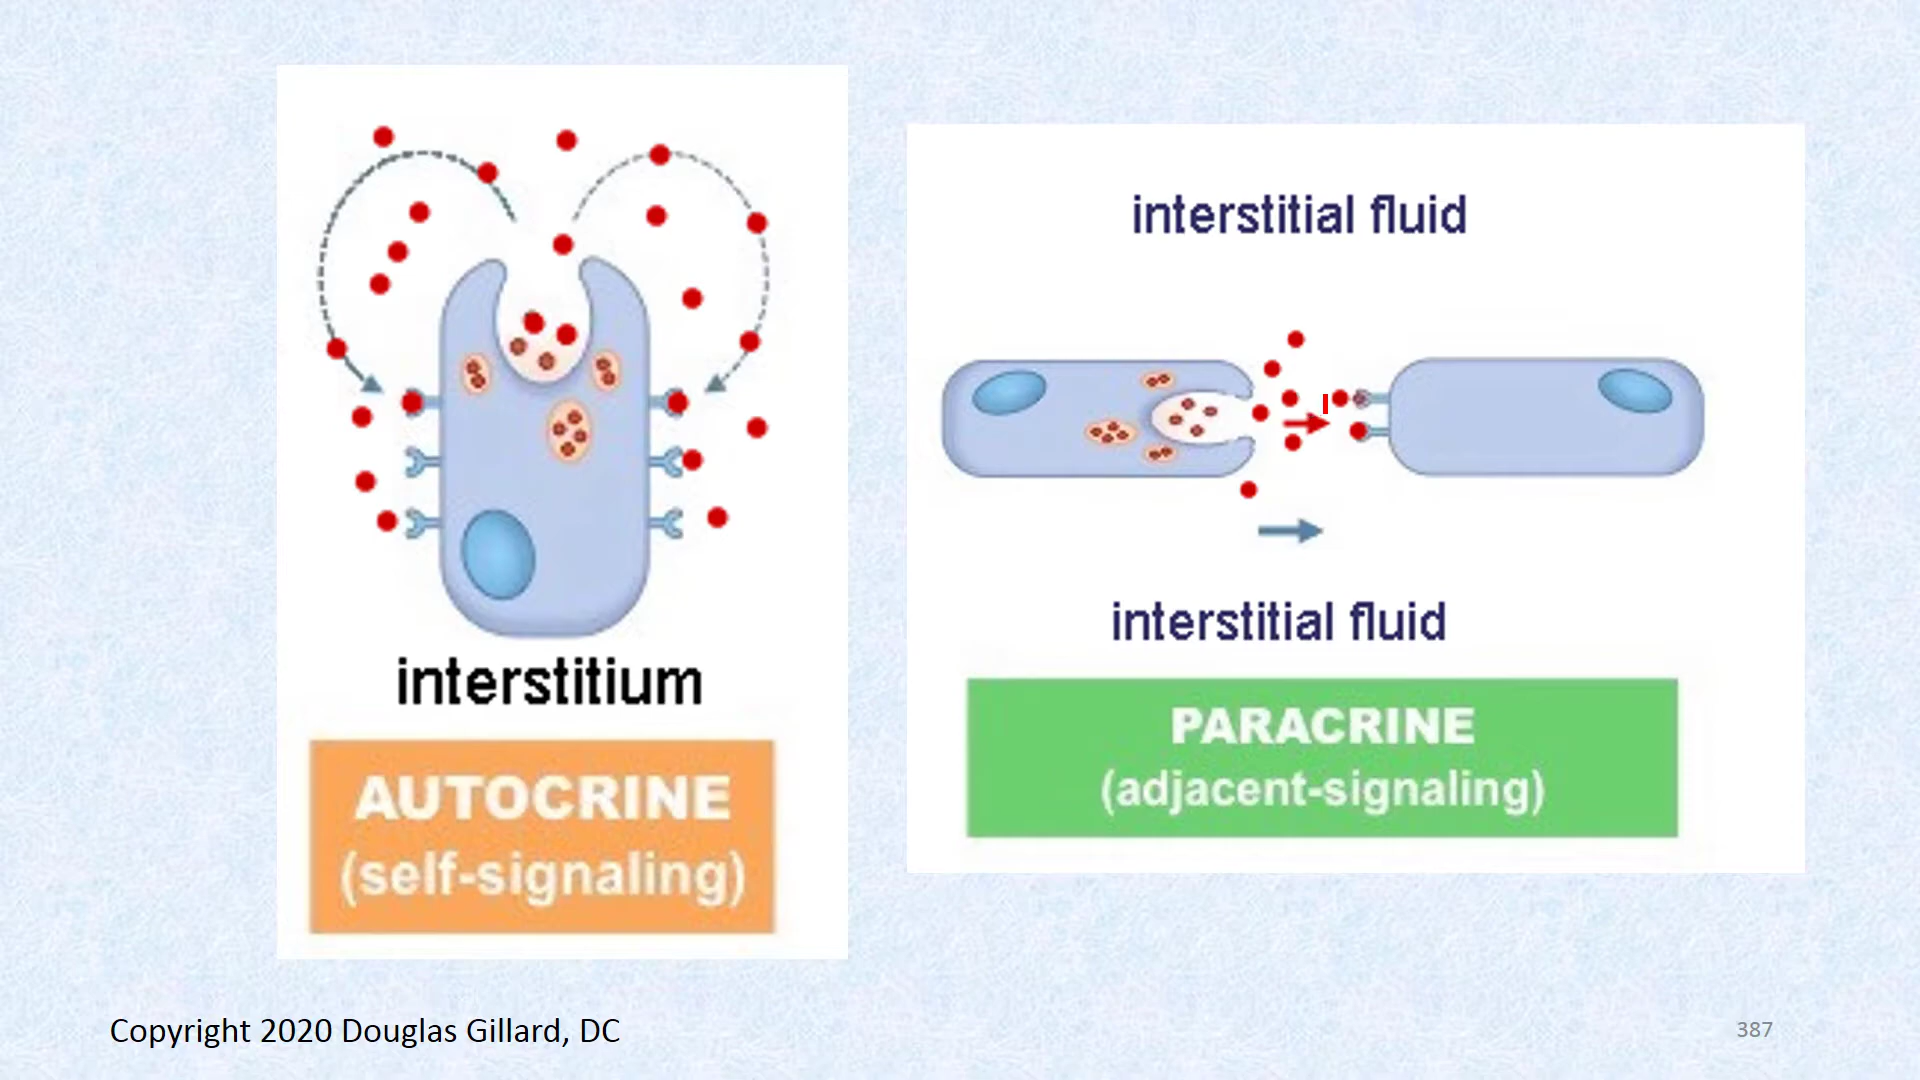 interstitium
AUTOCRINE
(self-signaling)
interstitial fluid
interstitial fluid
PARACRINE
(adjacent-signaling)
Copyright 2020 Douglas Gillard, DC
387